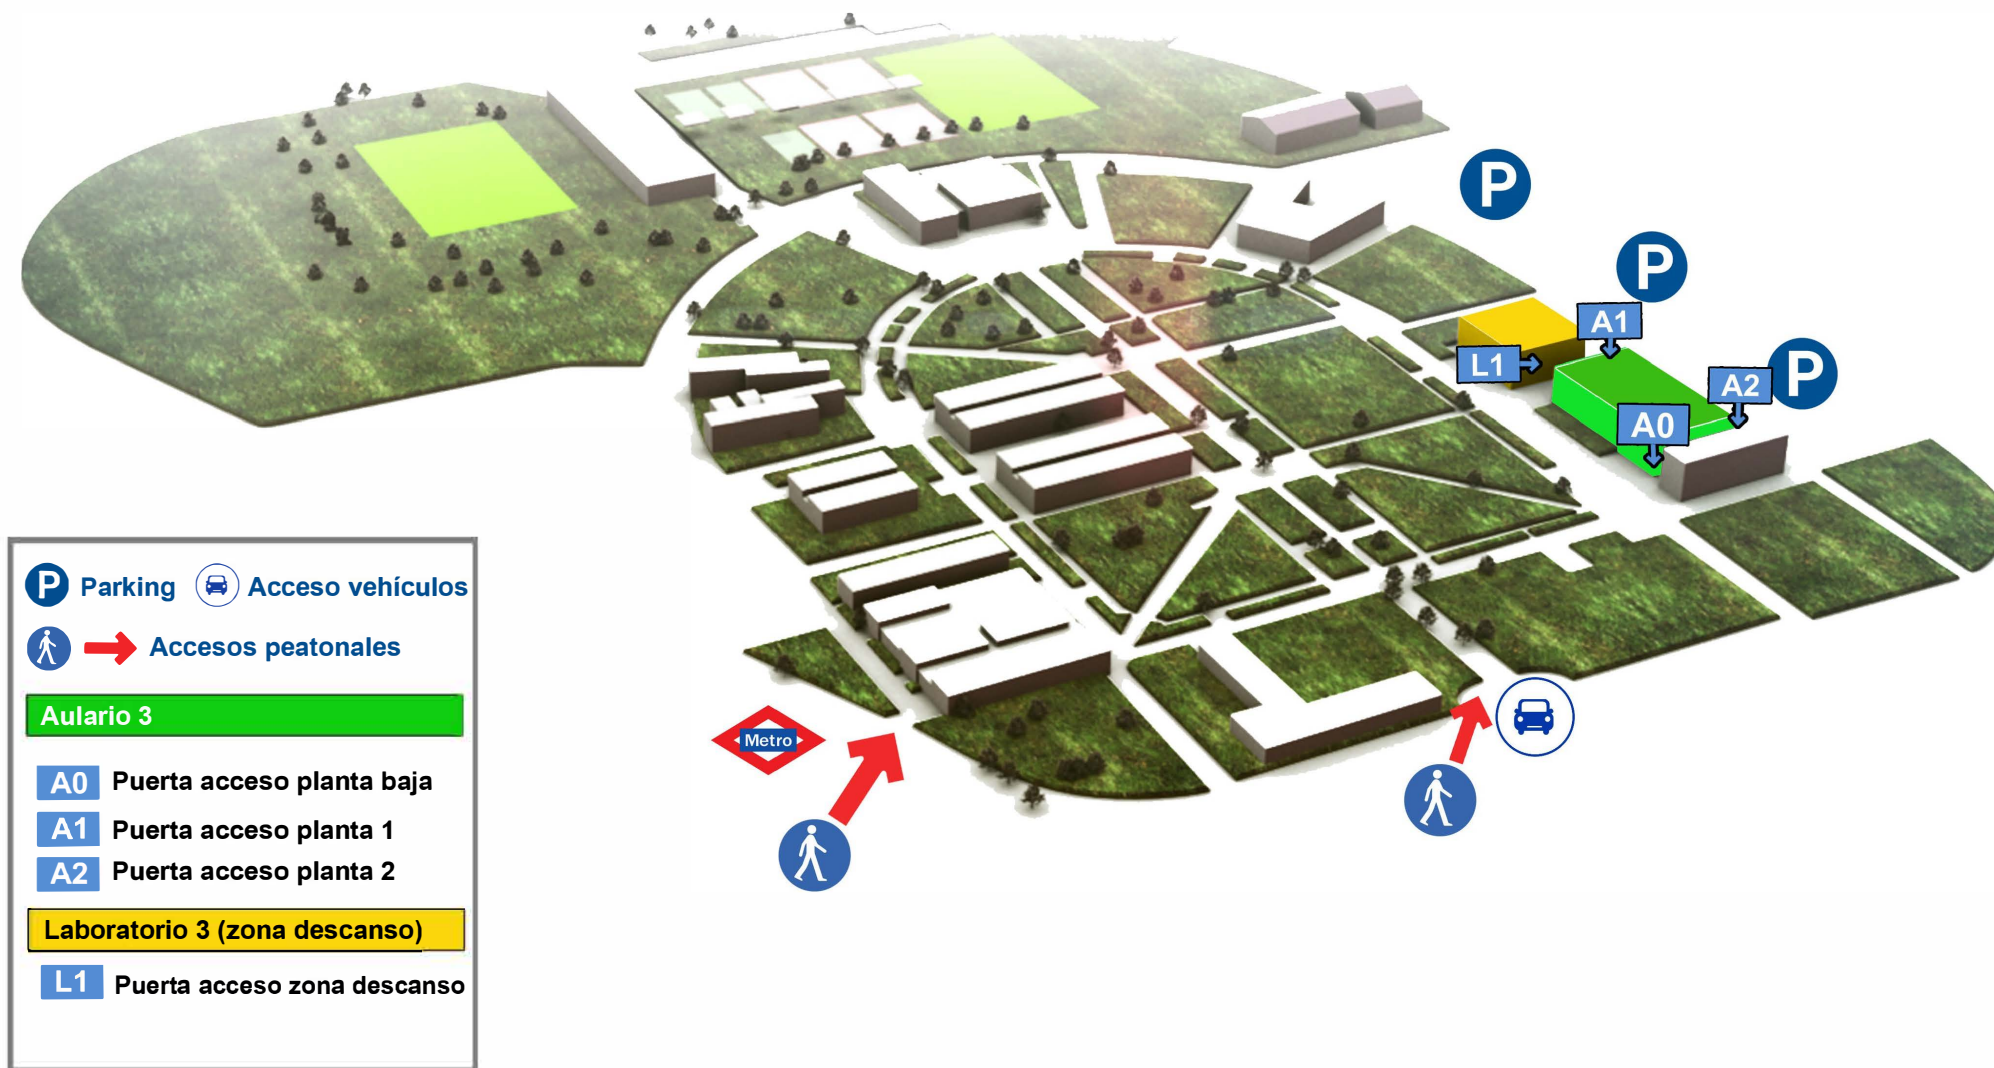 P
P
A1
L1
A2
P
A0
P Parking Acceso vehículos
Accesos peatonales
Aulario 3
Metro
A0 Puerta acceso planta baja
A1 Puerta acceso planta 1
A2 Puerta acceso planta 2
Laboratorio 3 (zona descanso)
L1 Puerta acceso zona descanso